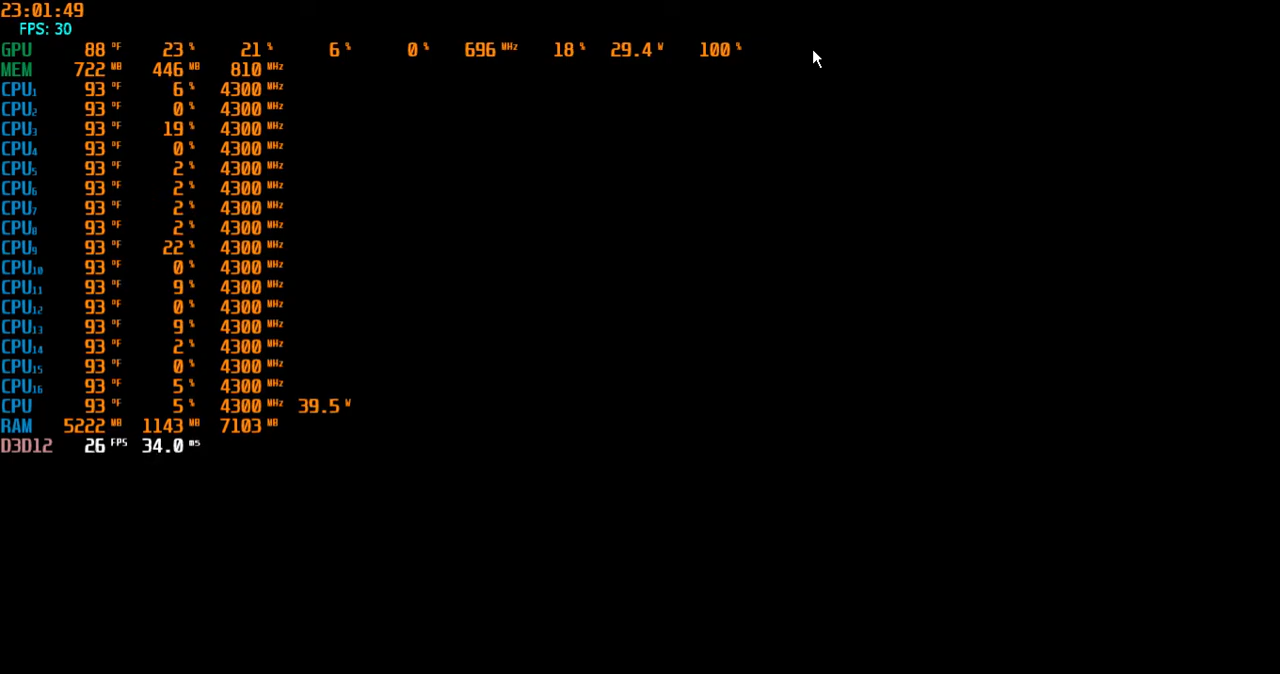 23:01:49
FPS: 30
GPU 88 °F 23 % 21 % 6 % 0 % 696 MHz 18 % 29.4 W 100 %
MEM 722 MB 446 MB 810 MHz
CPU1 93 °F 6 % 4300 MHz
CPU2 93 °F 0 % 4300 MHz
CPU3 93 °F 19 % 4300 MHz
CPU4 93 °F 0 % 4300 MHz
CPU5 93 °F 2 % 4300 MHz
CPU6 93 °F 2 % 4300 MHz
CPU7 93 °F 2 % 4300 MHz
CPU8 93 °F 2 % 4300 MHz
CPU9 93 °F 22 % 4300 MHz
CPU10 93 °F 0 % 4300 MHz
CPU11 93 °F 9 % 4300 MHz
CPU12 93 °F 0 % 4300 MHz
CPU13 93 °F 9 % 4300 MHz
CPU14 93 °F 2 % 4300 MHz
CPU15 93 °F 0 % 4300 MHz
CPU16 93 °F 5 % 4300 MHz
CPU 93 °F 5 % 4300 MHz 39.5 W
RAM 5222 MB 1143 MB 7103 MB
D3D12 26 FPS 34.0 ms